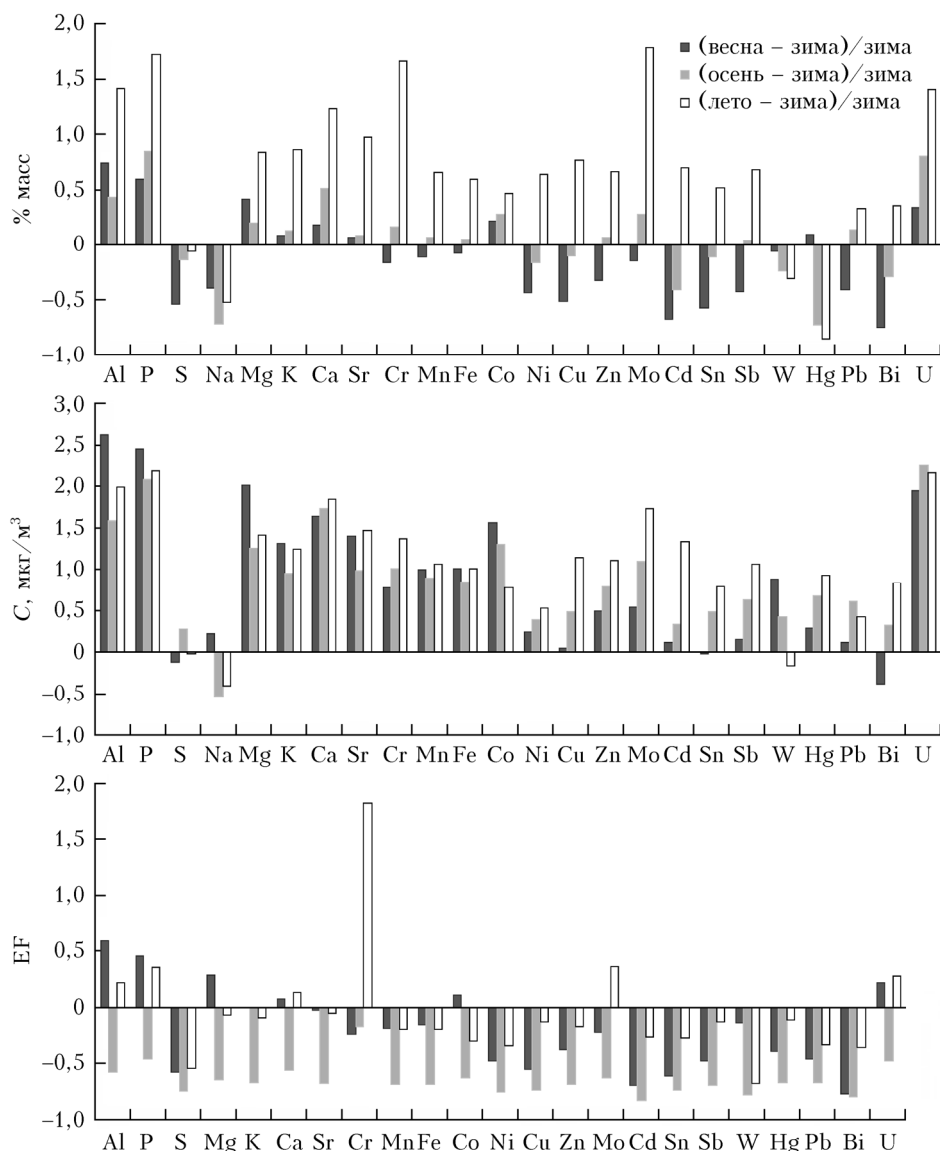 2,0
(весна – зима)/зима
(осень – зима)/зима
(лето – зима)/зима
1,5
1,0
0,5
0
–0,5
–1,0
% масс
Al P S Na Mg K Ca Sr Cr Mn Fe Co Ni Cu Zn Mo Cd Sn Sb W Hg Pb Bi U
3,0
2,5
2,0
1,5
1,0
0,5
0
–0,5
–1,0
C, мкг/м³
Al P S Na Mg K Ca Sr Cr Mn Fe Co Ni Cu Zn Mo Cd Sn Sb W Hg Pb Bi U
2,0
1,5
1,0
0,5
0
–0,5
–1,0
EF
Al P S Mg K Ca Sr Cr Mn Fe Co Ni Cu Zn Mo Cd Sn Sb W Hg Pb Bi U